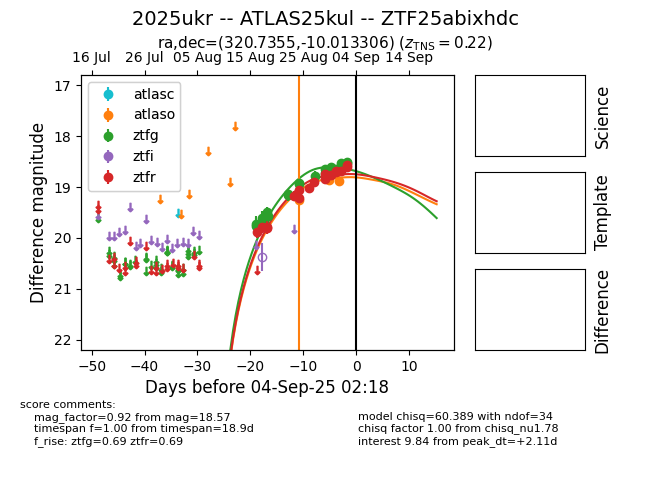 2025ukr -- ATLAS25kul -- ZTF25abixhdc
ra,dec=(320.7355,-10.013306) (z_TNS = 0.22)
16 Jul 26 Jul 05 Aug 15 Aug 25 Aug 04 Sep 14 Sep
17
18
19
20
21
22
Difference magnitude
atlasc
atlaso
ztfg
ztfi
ztfr
−50 −40 −30 −20 −10 0 10
Days before 04-Sep-25 02:18
Science
Template
Difference
score comments:
mag_factor=0.92 from mag=18.57
timespan f=1.00 from timespan=18.9d
f_rise: ztfg=0.69 ztfr=0.69
model chisq=60.389 with ndof=34
chisq factor 1.00 from chisq_nu1.78
interest 9.84 from peak_dt=+2.11d